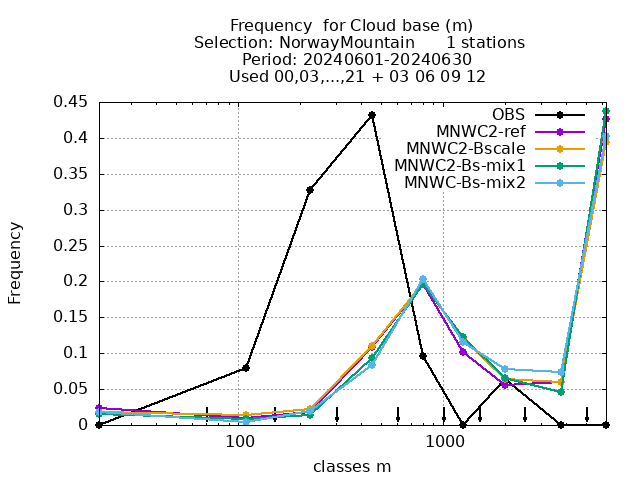 Frequency  for Cloud base (m)
Selection: NorwayMountain      1 stations
Period: 20240601-20240630
Used 00,03,...,21 + 03 06 09 12
0.45
0.4
0.35
0.3
0.25
0.2
0.15
0.1
0.05
0
Frequency
OBS
MNWC2-ref
MNWC2-Bscale
MNWC2-Bs-mix1
MNWC-Bs-mix2
100 1000
classes m